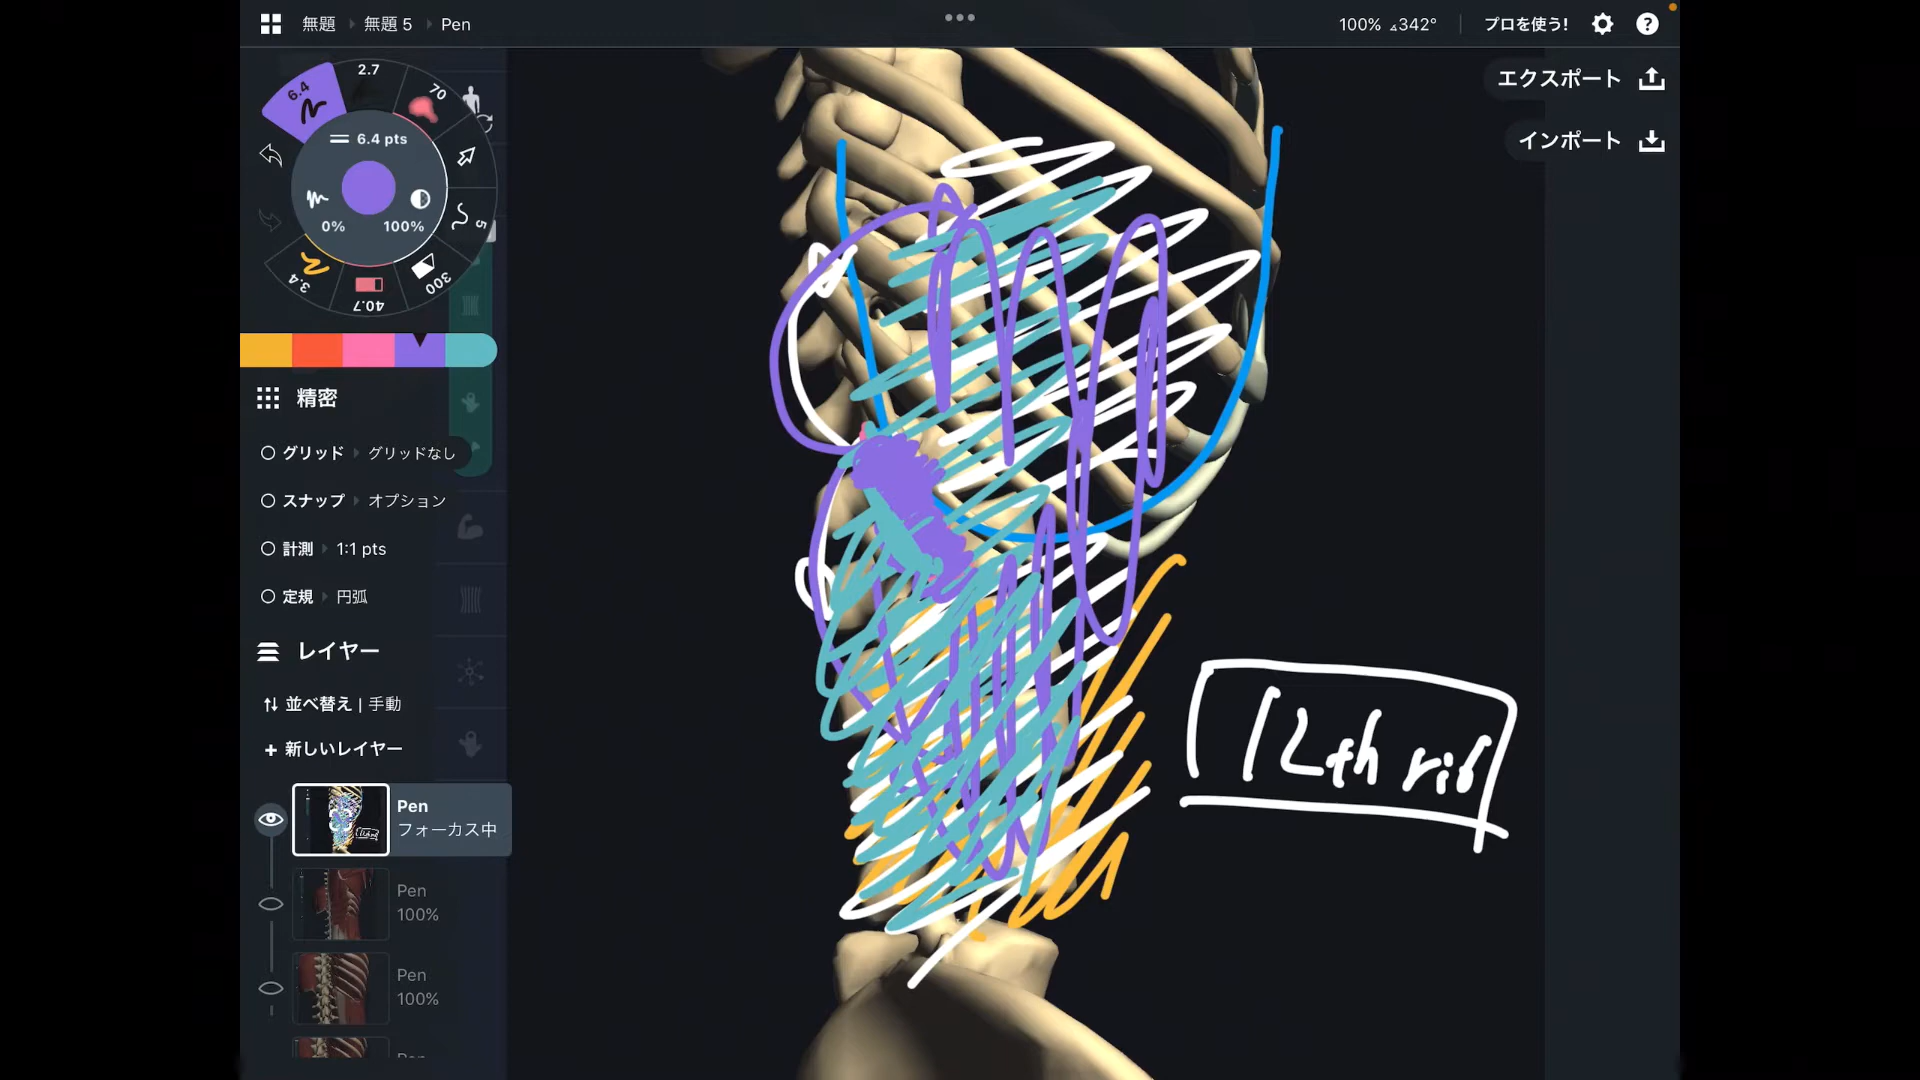 無題 無題 5 Pen
100% ⊿342°
プロを使う!
エクスポート
インポート
2.7
6.4
70
6.4 pts
0% 100%
5
300
40.7
3.4
精密
グリッド グリッドなし
スナップ オプション
計測 1:1 pts
定規 円弧
レイヤー
並べ替え | 手動
+ 新しいレイヤー
Pen
フォーカス中
Pen
100%
Pen
100%
12th rib